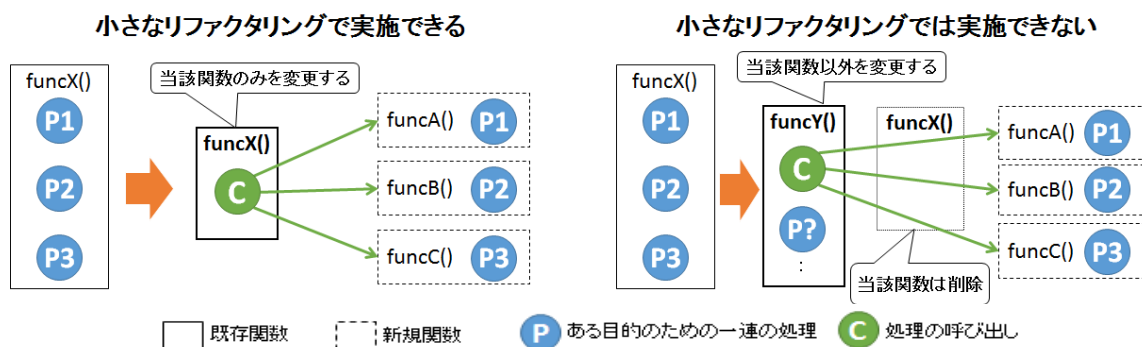 小さなリファクタリングで実施できる
funcX()
P1
P2
P3
当該関数のみを変更する
funcX()
C
funcA() P1
funcB() P2
funcC() P3
小さなリファクタリングでは実施できない
funcX()
P1
P2
P3
当該関数以外を変更する
funcY()
C
P?
:
funcX()
当該関数は削除
funcA() P1
funcB() P2
funcC() P3
既存関数
新規関数
P ある目的のための一連の処理
C 処理の呼び出し